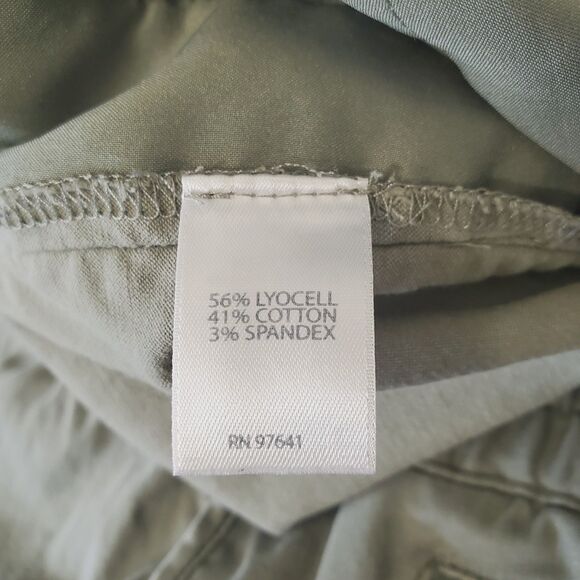 56% LYOCELL
41% COTTON
3% SPANDEX
RN 97641